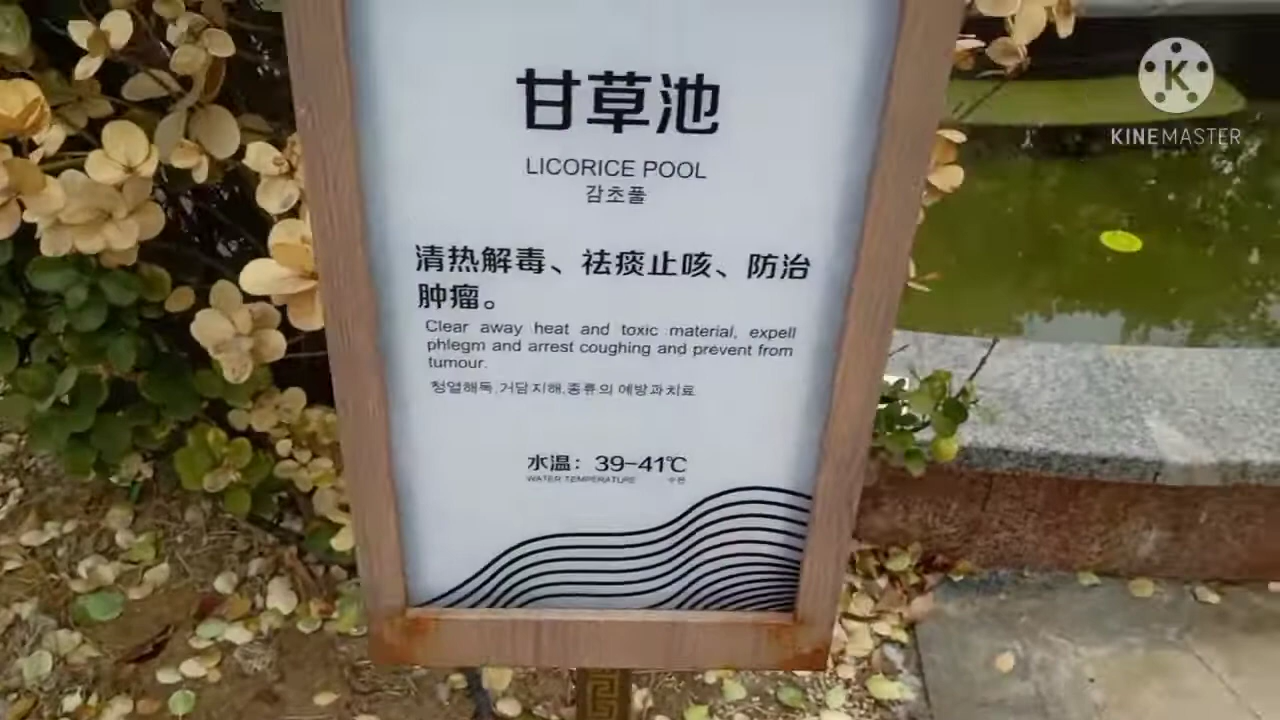 甘草池
LICORICE POOL
감초풀
清热解毒、祛痰止咳、防治
肿瘤。
Clear away heat and toxic material, expell
phlegm and arrest coughing and prevent from
tumour.
청열해독,거담지해,종류의 예방과치료
水温：39-41℃
WATER TEMPERATURE
K
KINEMASTER